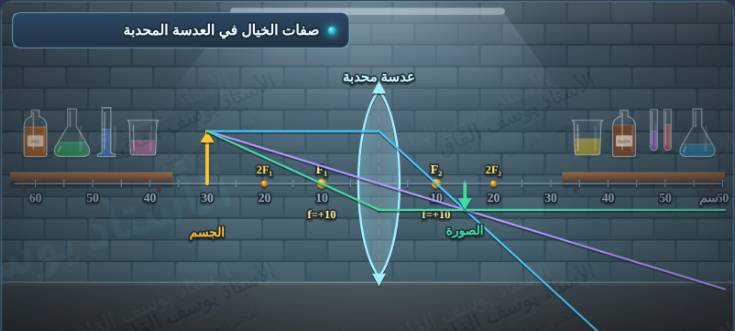 صفات الخيال في العدسة المحدبة
عدسة محدبة
2F₁ F₁ F₂ 2F₂
60 50 40 30 20 10 10 20 30 40 50 60 سم
f=+10 f=+10
الجسم الصورة